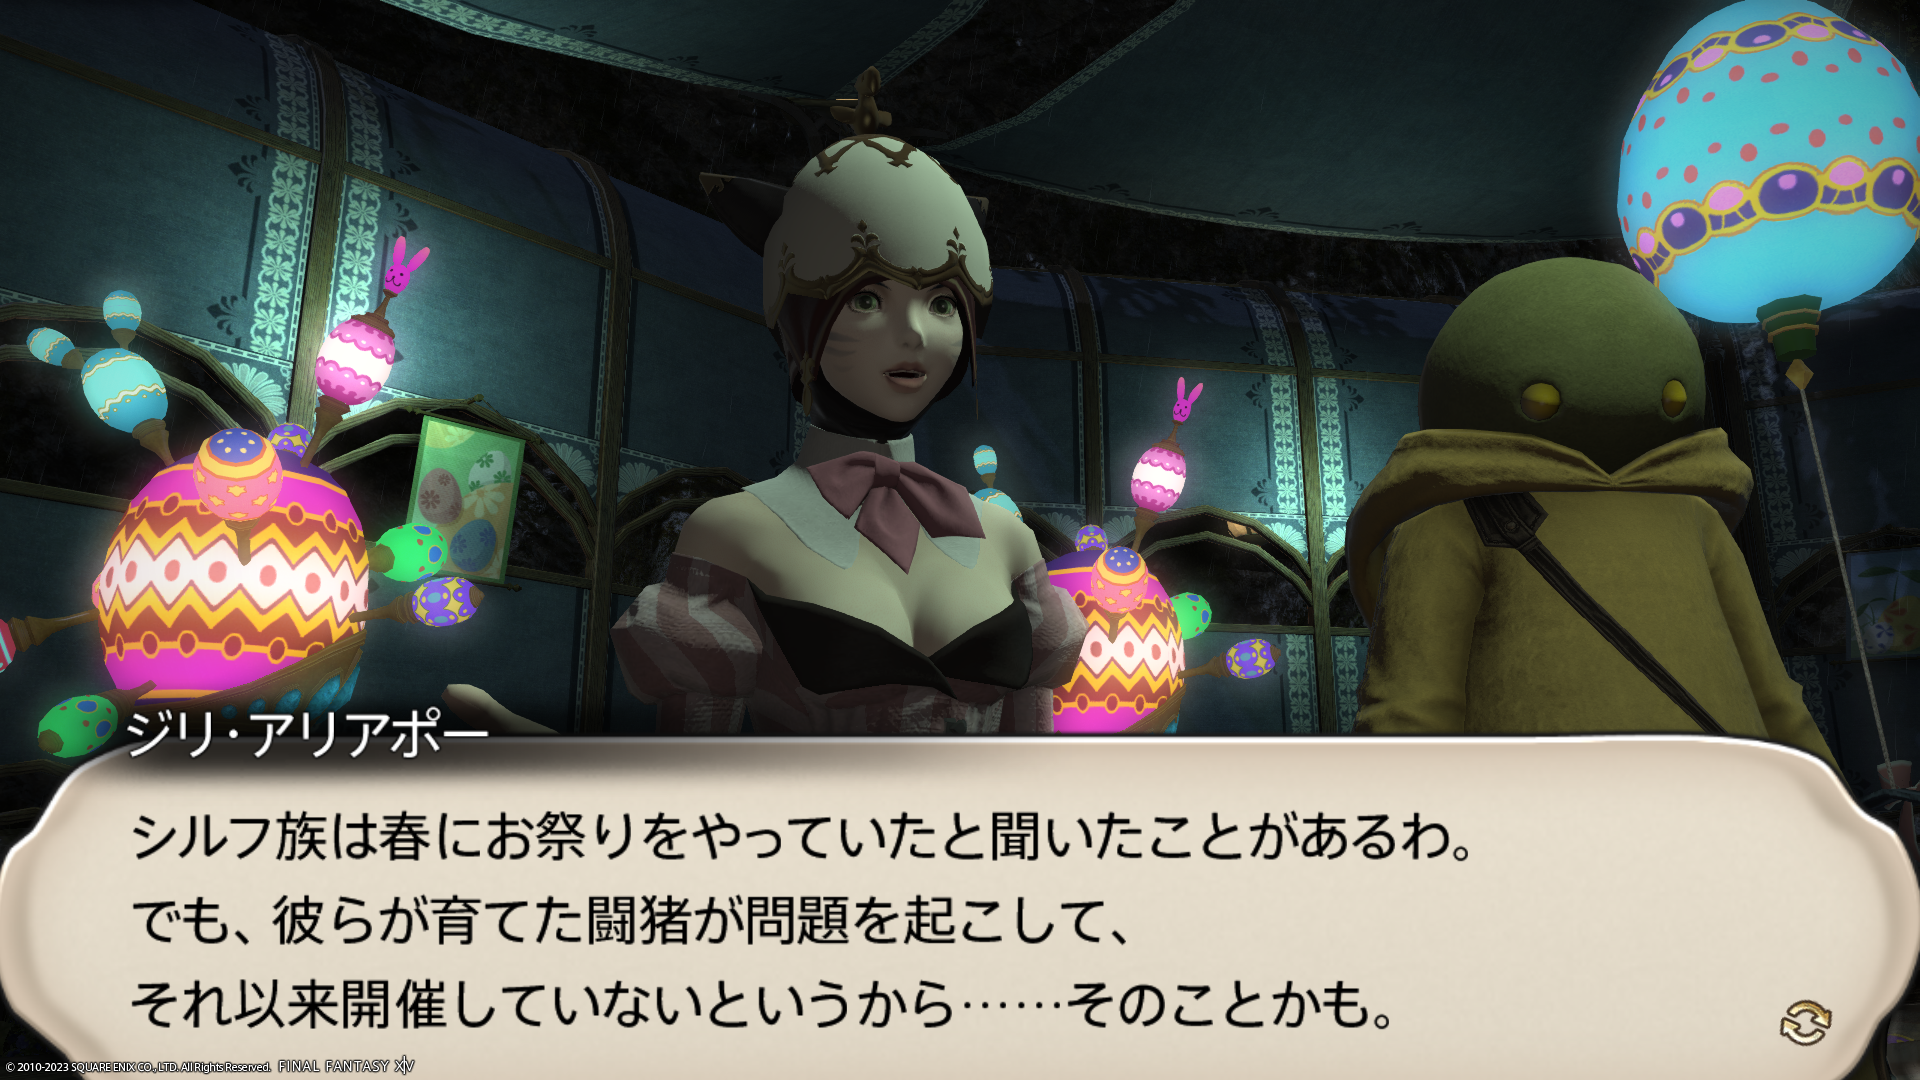 ジリ・アリアポー
シルフ族は春にお祭りをやっていたと聞いたことがあるわ。
でも、彼らが育てた闘猪が問題を起こして、
それ以来開催していないというから……そのことかも。
© 2010-2023 SQUARE ENIX CO., LTD. All Rights Reserved. FINAL FANTASY XIV